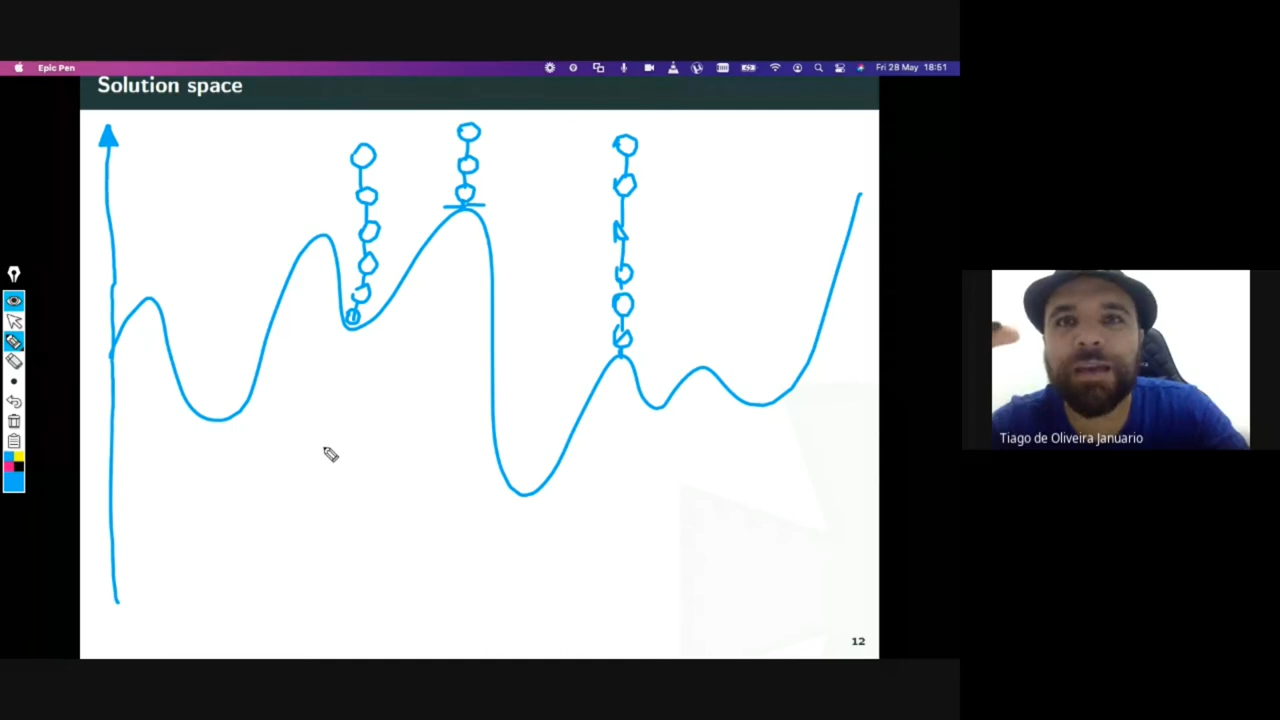 Epic Pen
Fri 28 May 18:51
Solution space
Tiago de Oliveira Januario
12